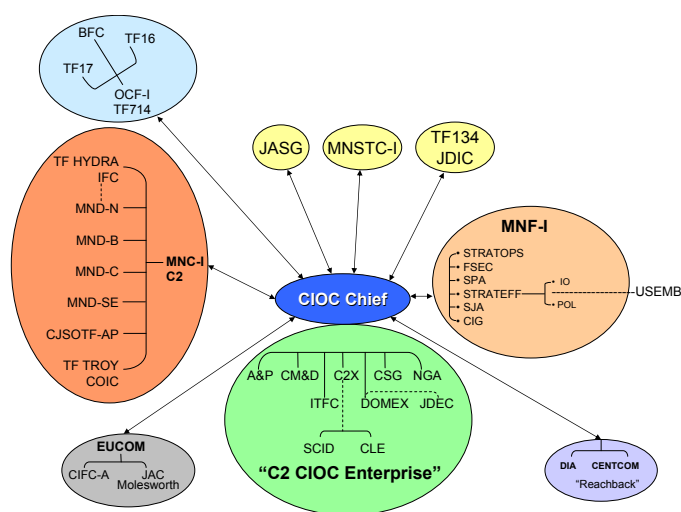 BFC
TF16
TF17
OCF-I
TF714
JASG
MNSTC-I
TF134
JDIC
TF HYDRA
IFC
MND-N
MND-B
MND-C
MND-SE
CJSOTF-AP
TF TROY
COIC
MNC-I
C2
MNF-I
STRATOPS
FSEC
SPA
STRATEFF
SJA
CIG
IO
POL
USEMB
CIOC Chief
A&P CM&D C2X CSG NGA
ITFC DOMEX JDEC
SCID CLE
“C2 CIOC Enterprise”
EUCOM
CIFC-A JAC
Molesworth
DIA CENTCOM
“Reachback”